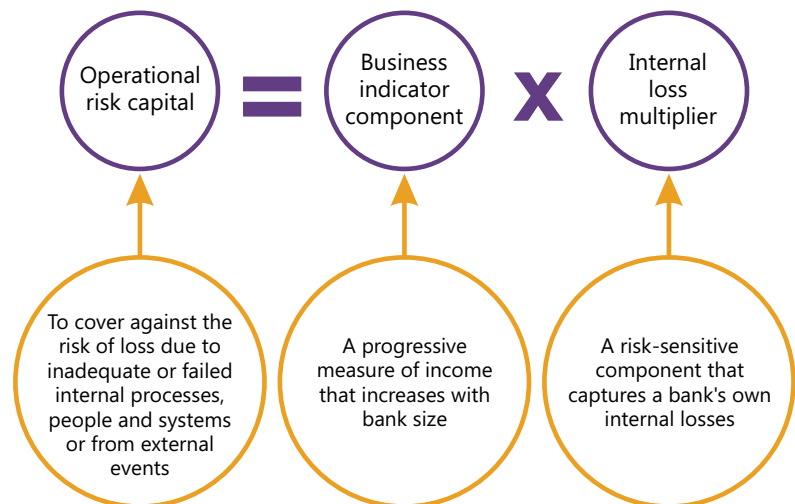 Operational
risk capital
=
Business
indicator
component
x
Internal
loss
multiplier
To cover against the
risk of loss due to
inadequate or failed
internal processes,
people and systems
or from external
events
A progressive
measure of income
that increases with
bank size
A risk-sensitive
component that
captures a bank's own
internal losses